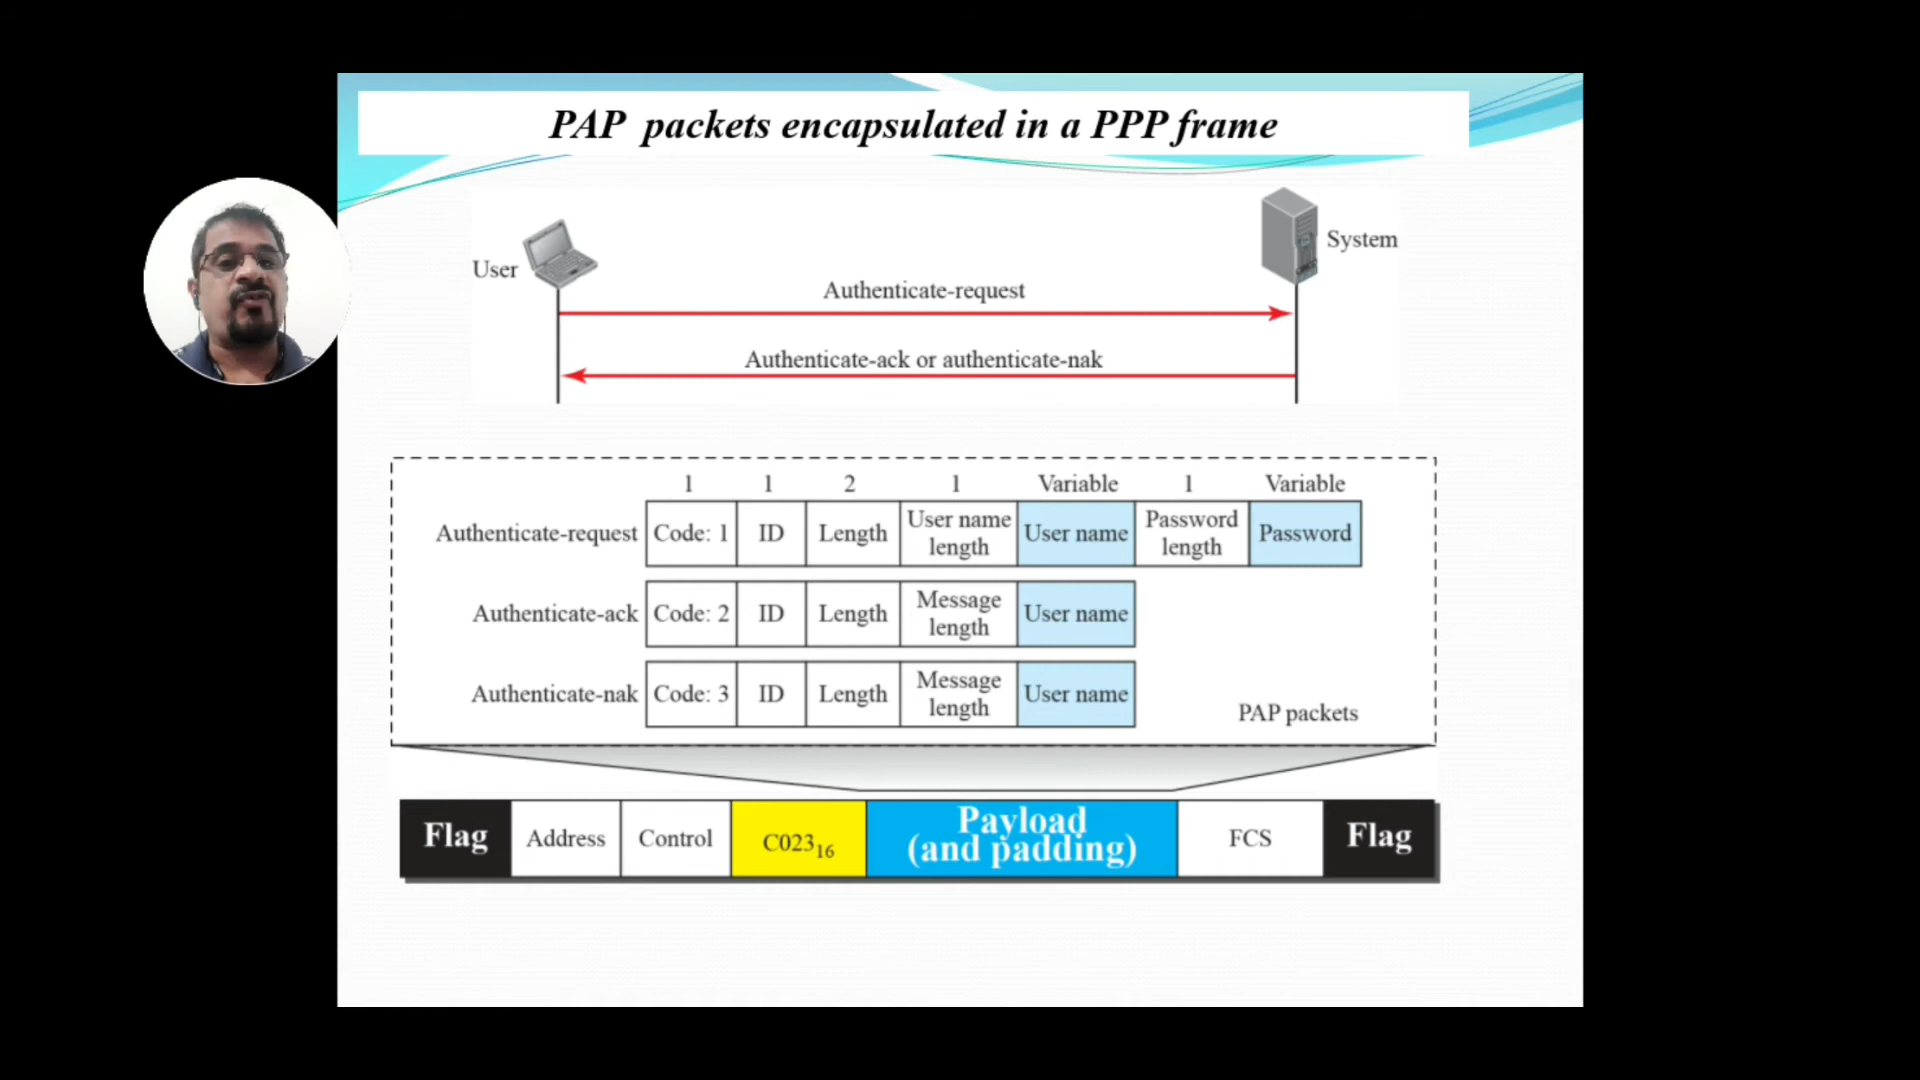 PAP packets encapsulated in a PPP frame
System
User
Authenticate-request
Authenticate-ack or authenticate-nak
1 1 2 1 Variable 1 Variable
Authenticate-request Code: 1 ID Length User name length User name Password length Password
Authenticate-ack Code: 2 ID Length Message length User name
Authenticate-nak Code: 3 ID Length Message length User name
PAP packets
Flag Address Control C023₁₆ Payload (and padding) FCS Flag